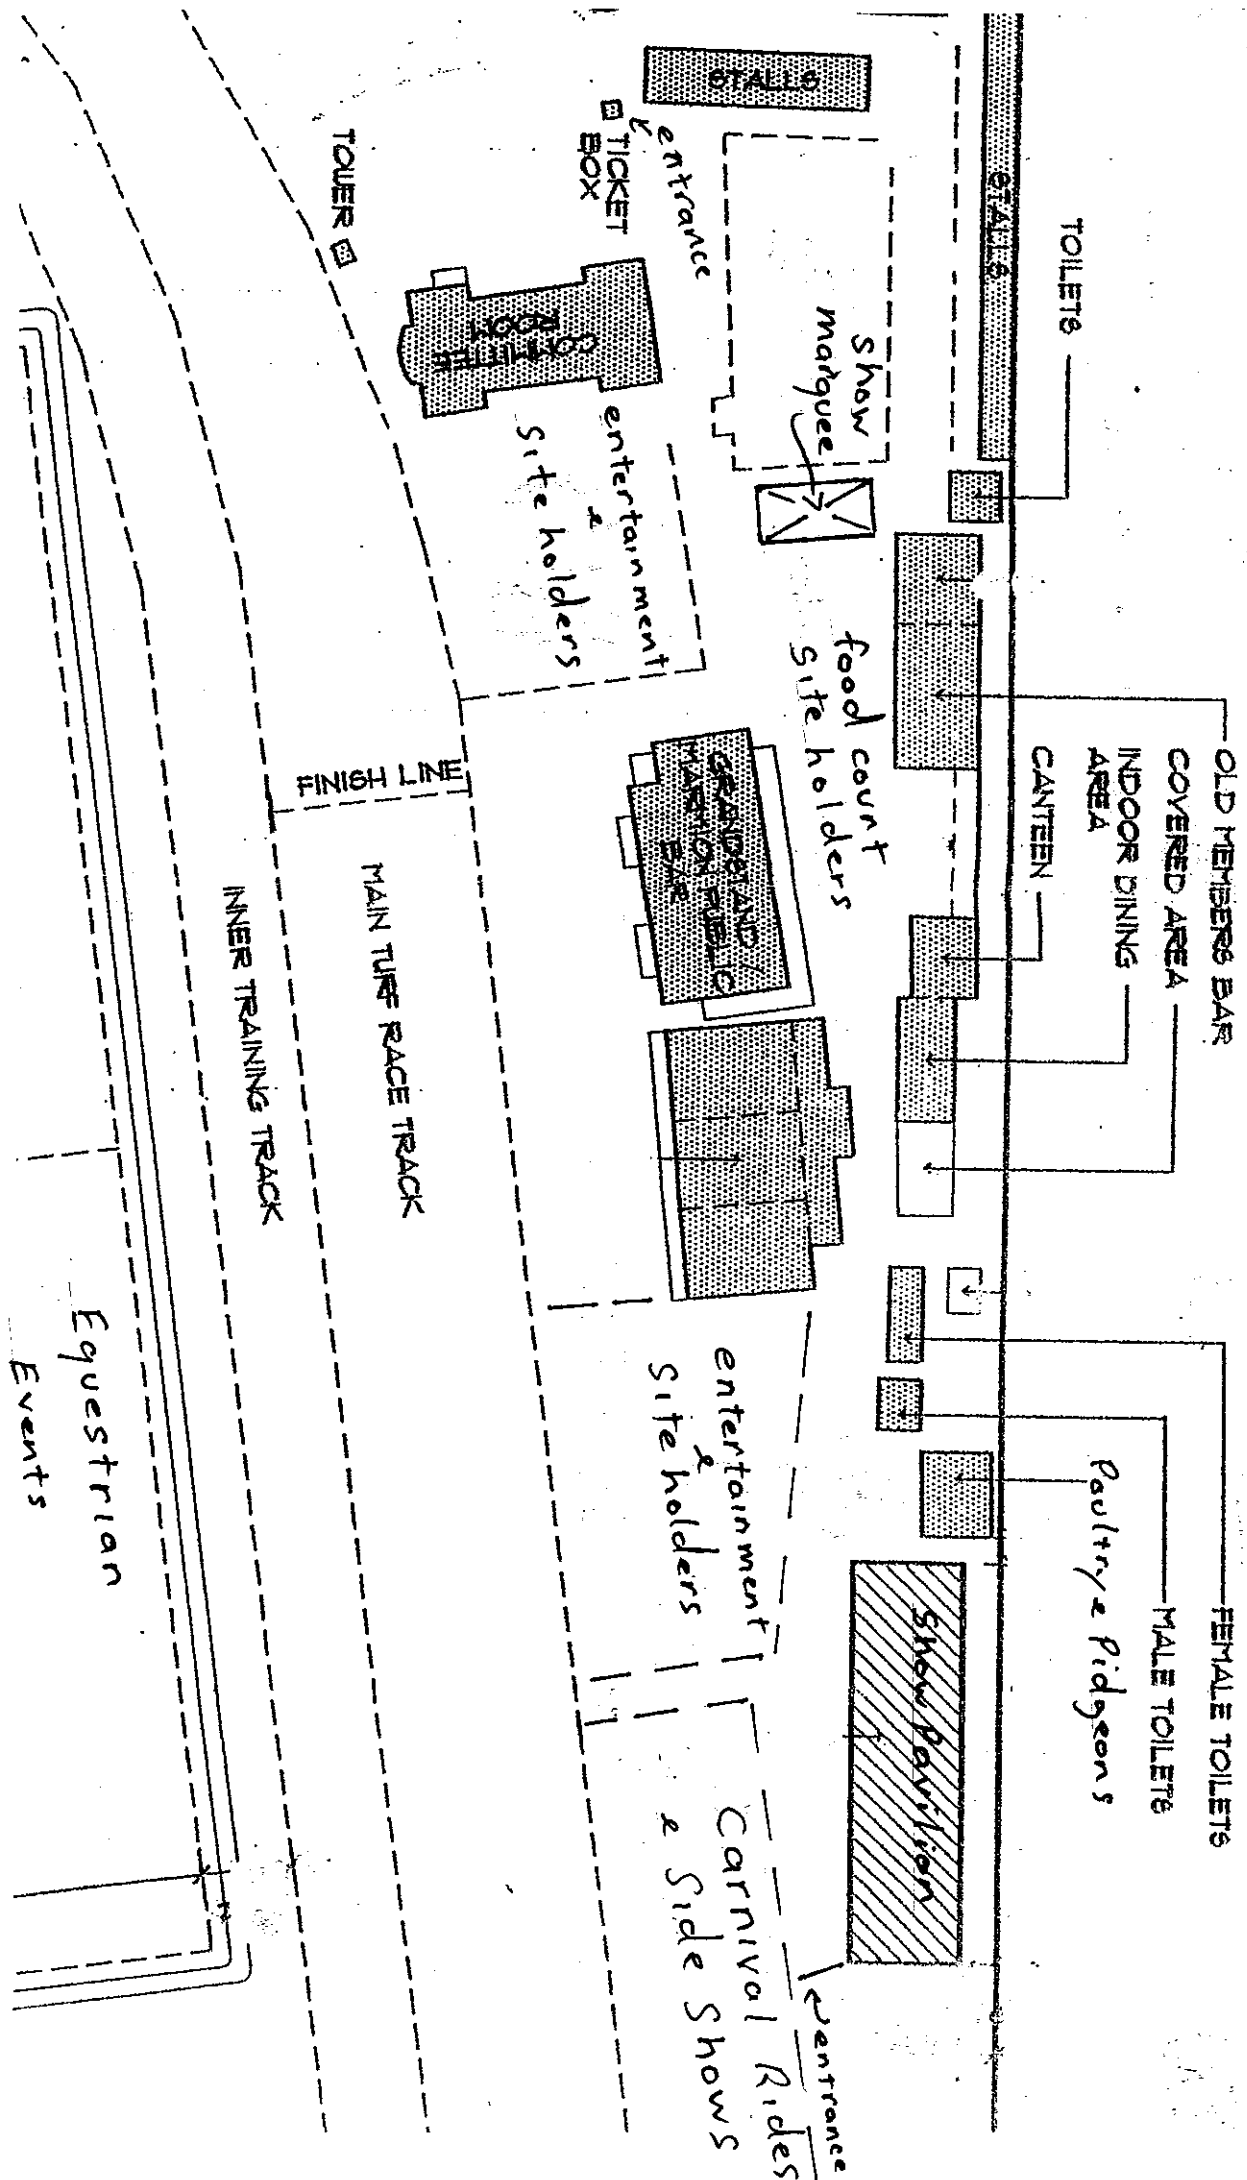 TOILETS
OLD MEMBERS BAR
COVERED AREA
INDOOR DINING
AREA
CANTEEN
FEMALE TOILETS
MALE TOILETS
Poultry & Pidgeons
STALLS
STALLS
entrance
TICKET
BOX
TOWER
COMMITTEE
ROOM
show
marquee
entertainment
&
Site holders
food court
Site holders
GRANDSTAND /
MARMION PUBLIC
BAR
FINISH LINE
MAIN TURF RACE TRACK
INNER TRAINING TRACK
entertainment
&
Site holders
Show Pavilion
entrance
Carnival Rides
& Side Shows
Equestrian
Events